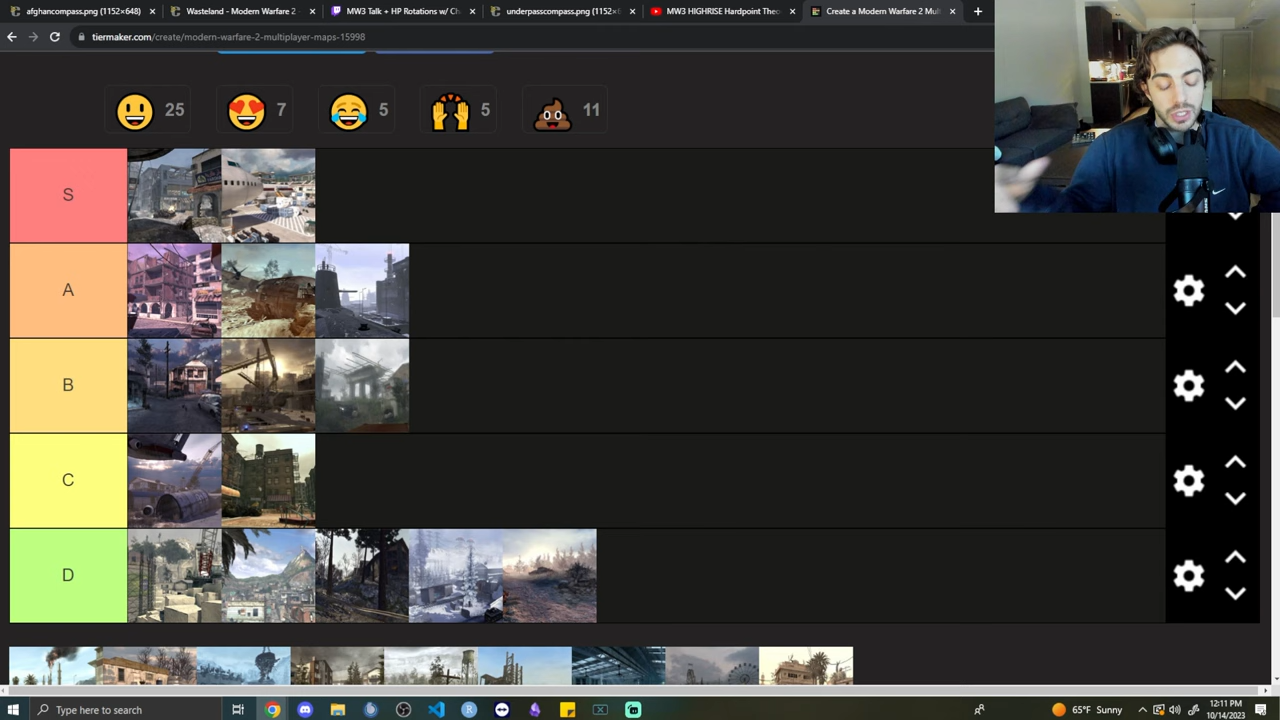 afghancompass.png (1152×648)
Wasteland - Modern Warfare 2
MW3 Talk + HP Rotations w/ Ch
underpasscompass.png (1152×6
MW3 HIGHRISE Hardpoint Theo
Create a Modern Warfare 2 Mult
tiermaker.com/create/modern-warfare-2-multiplayer-maps-15998
25
7
5
5
11
S
A
B
C
D
Type here to search
65°F Sunny
12:11 PM
10/14/2023